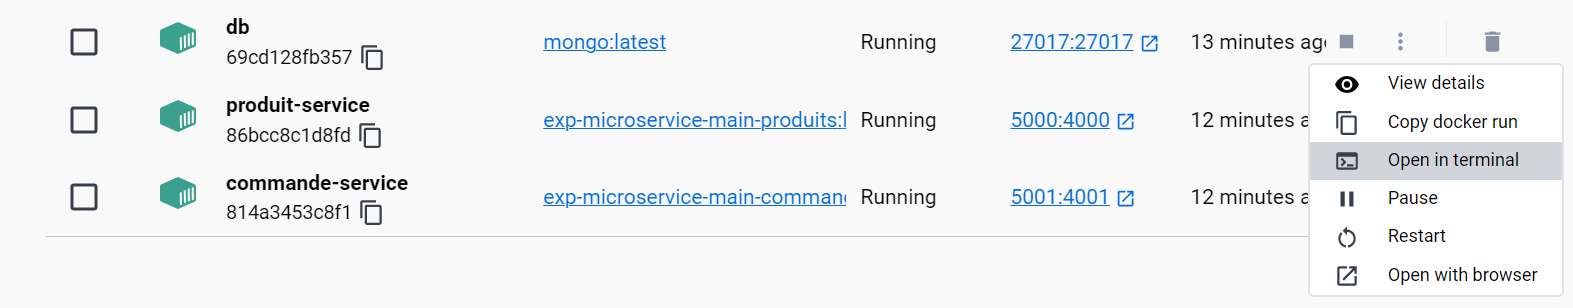 db
69cd128fb357
mongo:latest
Running
27017:27017
13 minutes ag
produit-service
86bcc8c1d8fd
exp-microservice-main-produits:l
Running
5000:4000
12 minutes a
commande-service
814a3453c8f1
exp-microservice-main-comman
Running
5001:4001
12 minutes a
View details
Copy docker run
Open in terminal
Pause
Restart
Open with browser